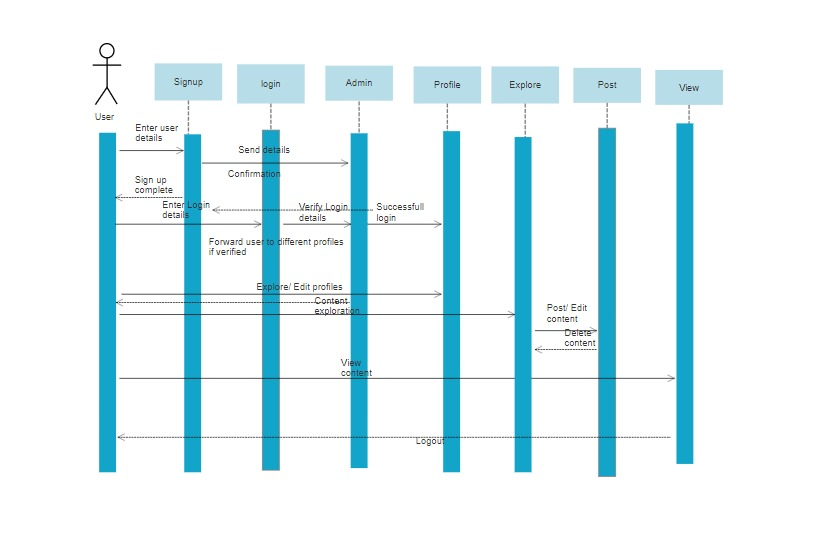 Signup
login
Admin
Profile
Explore
Post
View
User
Enter user
details
Send details
Confirmation
Sign up
complete
Enter Login
details
Verify Login
details
Successfull
login
Forward user to different profiles
if verified
Explore/ Edit profiles
Content
exploration
Post/ Edit
content
Delete
content
View
content
Logout